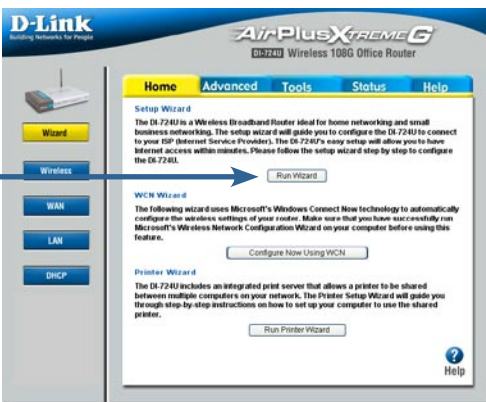 D-Link
Building Networks for People
AirPlus XTREME G
DI-724U Wireless 108G Office Router
Home Advanced Tools Status Help
Wizard
Wireless
WAN
LAN
DHCP
Setup Wizard
The DI-724U is a Wireless Broadband Router ideal for home networking and small
business networking. The setup wizard will guide you to configure the DI-724U to connect
to your ISP (Internet Service Provider). The DI-724U's easy setup will allow you to have
Internet access within minutes. Please follow the setup wizard step by step to configure
the DI-724U.
Run Wizard
WCN Wizard
The following wizard uses Microsoft's Windows Connect Now technology to automatically
configure the wireless settings of your router. Make sure that you have successfully run
Microsoft's Wireless Network Configuration Wizard on your computer before using this
feature.
Configure Now Using WCN
Printer Wizard
The DI-724U includes an integrated print server that allows a printer to be shared
between multiple computers on your network. The Printer Setup Wizard will guide you
through step-by-step instructions on how to set up your computer to use the shared
printer.
Run Printer Wizard
Help